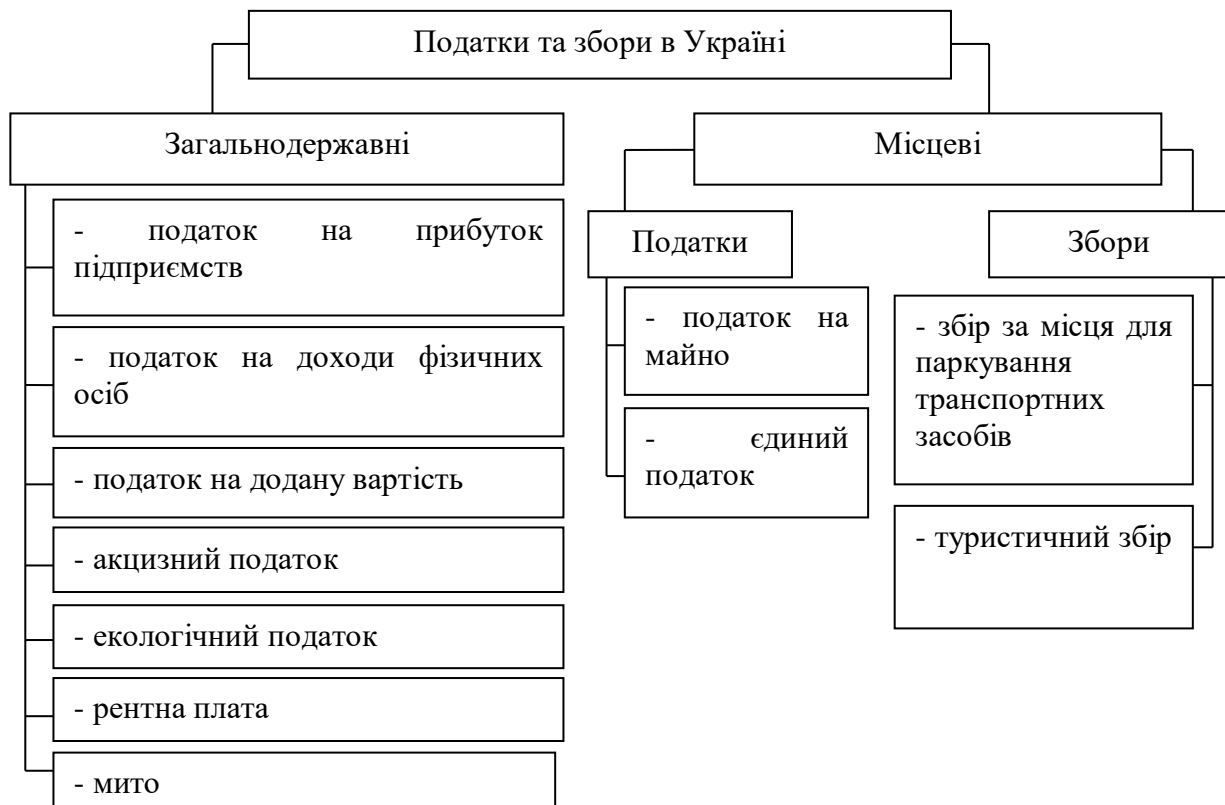 Податки та збори в Україні
Загальнодержавні
- податок на прибуток
підприємств
- податок на доходи фізичних
осіб
- податок на додану вартість
- акцизний податок
- екологічний податок
- рентна плата
- мито
Місцеві
Податки
- податок на
майно
- єдиний
податок
Збори
- збір за місця для
паркування
транспортних
засобів
- туристичний збір